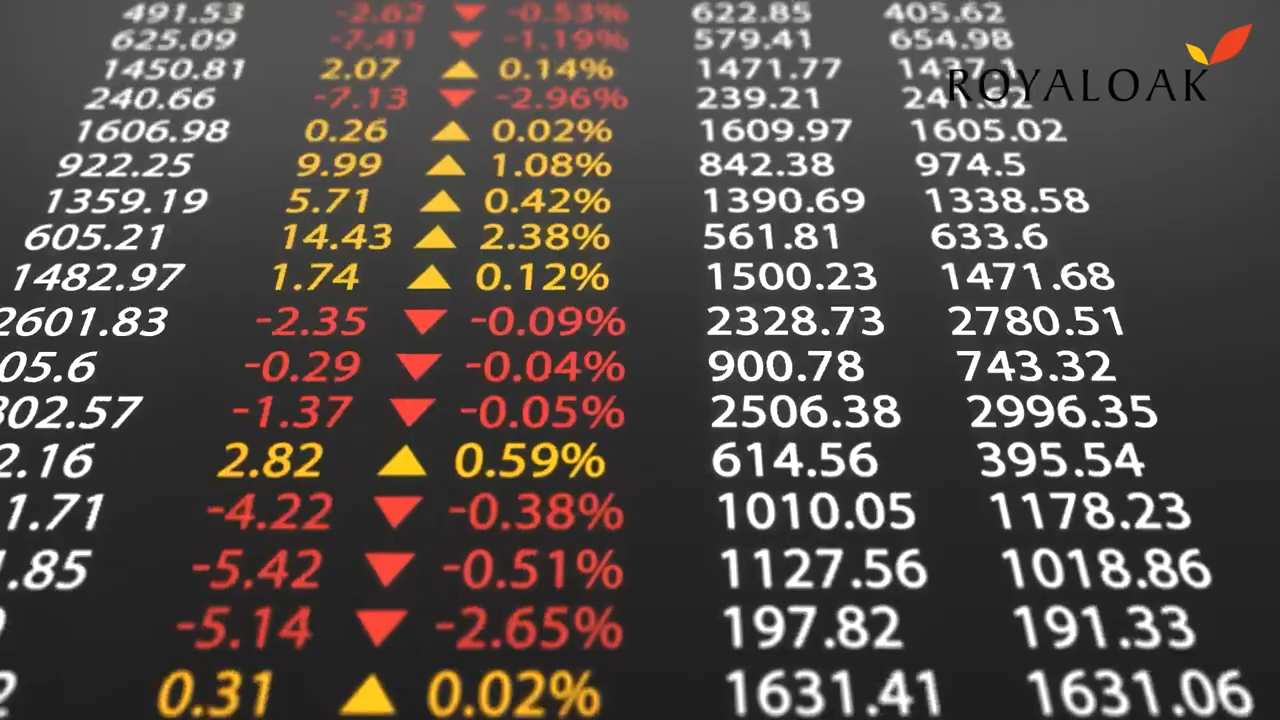 491.53 -2.62 ▼ -0.53% 622.85 405.62
625.09 -7.41 ▼ -1.19% 579.41 654.98
1450.81 2.07 ▲ 0.14% 1471.77
ROYALOAK
240.66 -7.13 ▼ -2.96% 239.21
1606.98 0.26 ▲ 0.02% 1609.97 1605.02
922.25 9.99 ▲ 1.08% 842.38 974.5
1359.19 5.71 ▲ 0.42% 1390.69 1338.58
605.21 14.43 ▲ 2.38% 561.81 633.6
1482.97 1.74 ▲ 0.12% 1500.23 1471.68
2601.83 -2.35 ▼ -0.09% 2328.73 2780.51
05.6 -0.29 ▼ -0.04% 900.78 743.32
302.57 -1.37 ▼ -0.05% 2506.38 2996.35
2.16 2.82 ▲ 0.59% 614.56 395.54
1.71 -4.22 ▼ -0.38% 1010.05 1178.23
.85 -5.42 ▼ -0.51% 1127.56 1018.86
-5.14 ▼ -2.65% 197.82 191.33
2 0.31 ▲ 0.02% 1631.41 1631.06